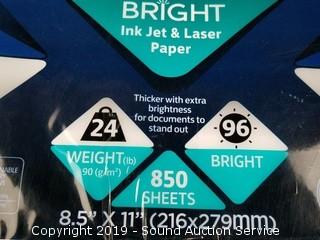 BRIGHT
Ink Jet & Laser
Paper
Thicker with extra
brightness
for documents to
stand out
24
WEIGHT (lb)
90 (g/m²)
96
BRIGHT
850
SHEETS
8.5" X 11" (216x279mm)
Copyright 2019 - Sound Auction Service